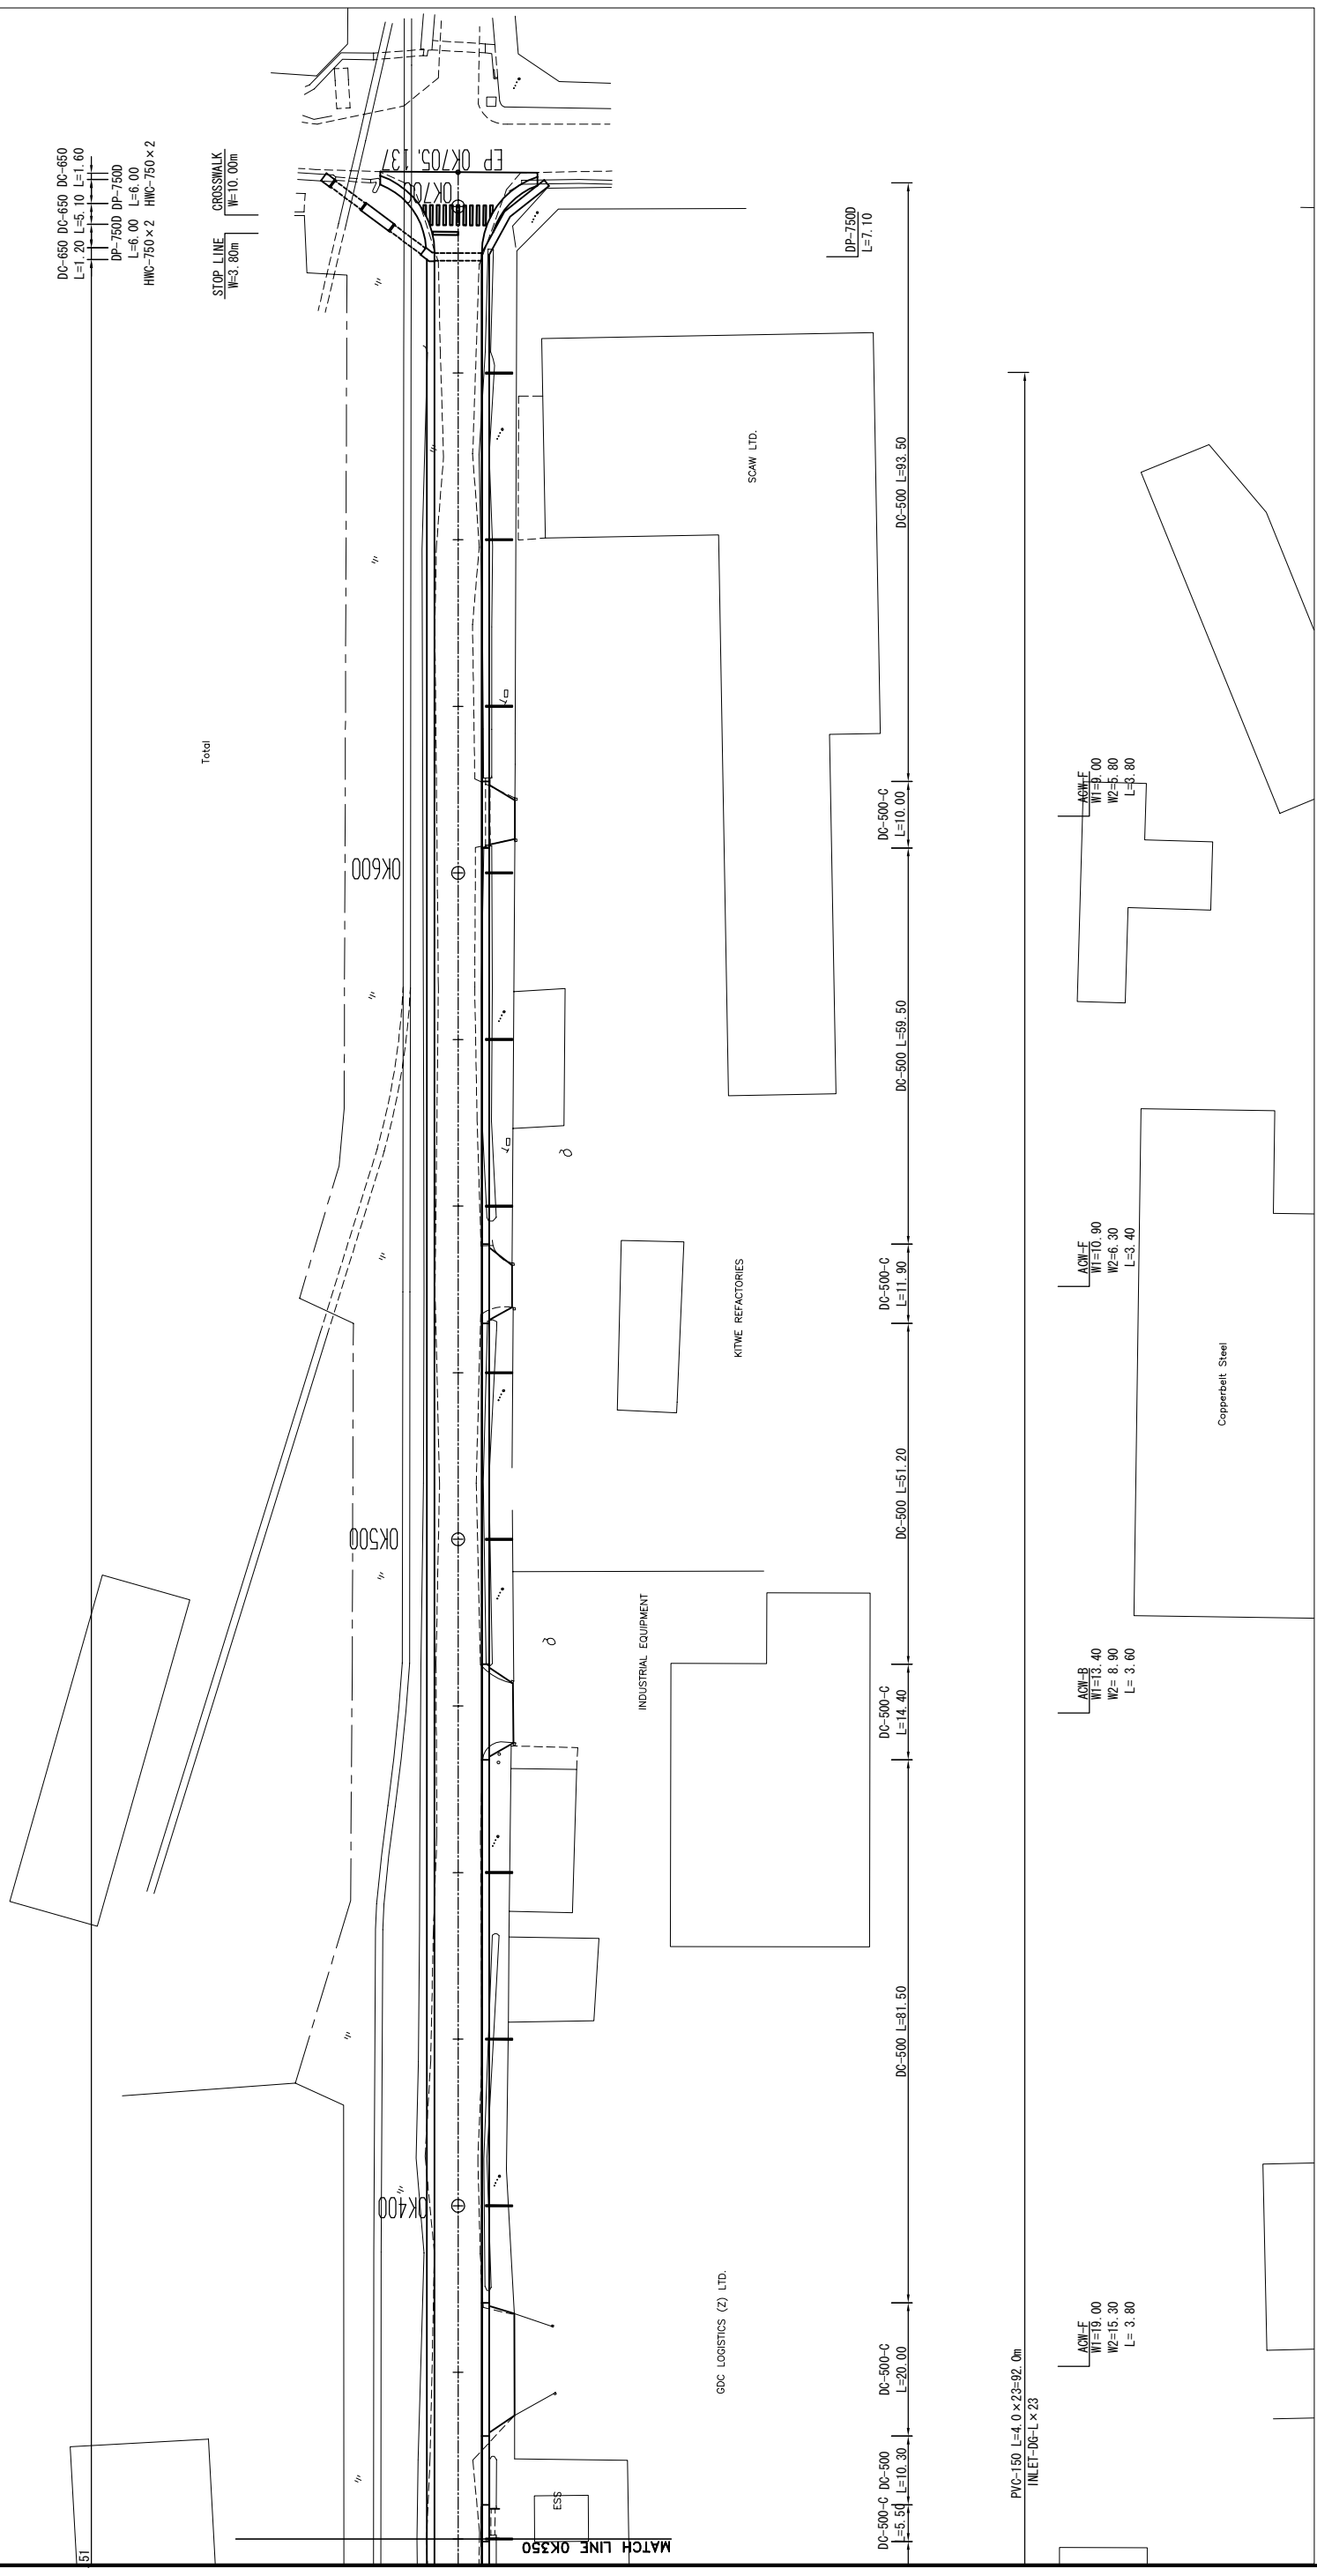 DC-650 DC-650 DC-650
L=1.20 L=5.10 L=1.60
DP-750D DP-750D
L=6.00 L=6.00
HWC-750×2 HWC-750×2
STOP LINE
W=3.80m
CROSSWALK
W=10.00m
EP 0K705.137
0K700
Total
0K600
0K500
0K400
MATCH LINE 0K350
ESS
GDC LOGISTICS (Z) LTD.
INDUSTRIAL EQUIPMENT
KITWE REFACTORIES
SCAW LTD.
DP-750D
L=7.10
DC-500-C
L=5.50
DC-500
L=10.30
DC-500-C
L=20.00
DC-500 L=81.50
DC-500-C
L=14.40
DC-500 L=51.20
DC-500-C
L=11.90
DC-500 L=59.50
DC-500-C
L=10.00
DC-500 L=93.50
PVC-150 L=4.0×23=92.0m
INLET-DG-L×23
ACW-F
W1=19.00
W2=15.30
L= 3.80
ACW-B
W1=13.40
W2= 8.90
L= 3.60
ACW-F
W1=10.90
W2=6.30
L=3.40
ACW-F
W1=9.00
W2=5.80
L=3.80
Copperbelt Steel
51